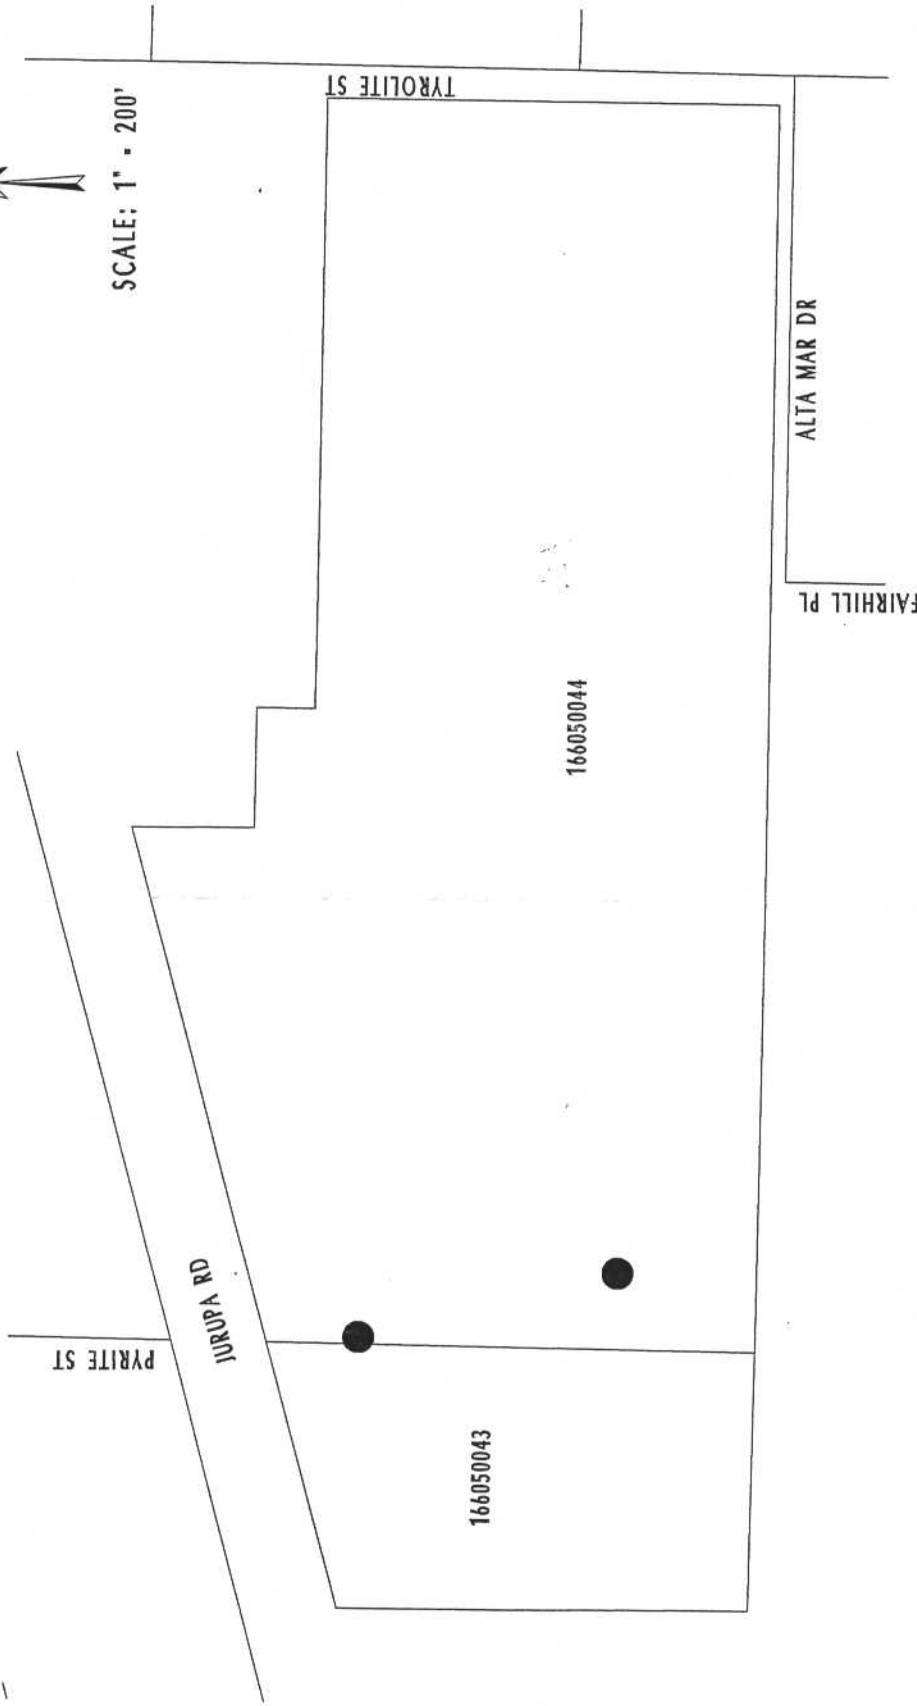 TYROLITE ST
SCALE: 1" = 200'
ALTA MAR DR
FAIRHILL PL
166050044
JURUPA RD
PYRITE ST
166050043